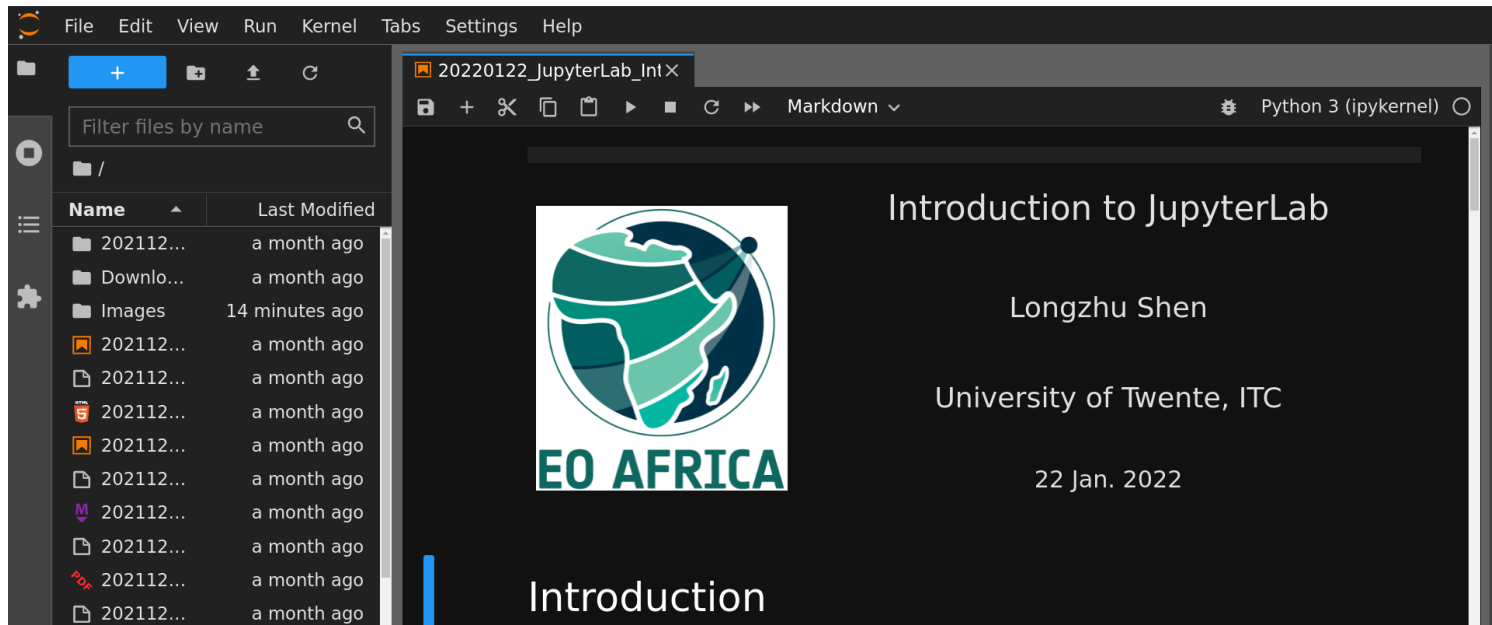 File Edit View Run Kernel Tabs Settings Help
+
Filter files by name
/
Name Last Modified
202112... a month ago
Downlo... a month ago
Images 14 minutes ago
202112... a month ago
202112... a month ago
202112... a month ago
202112... a month ago
202112... a month ago
202112... a month ago
202112... a month ago
202112... a month ago
202112... a month ago
20220122_JupyterLab_Int
Markdown
Python 3 (ipykernel)
EO AFRICA
Introduction to JupyterLab
Longzhu Shen
University of Twente, ITC
22 Jan. 2022
Introduction